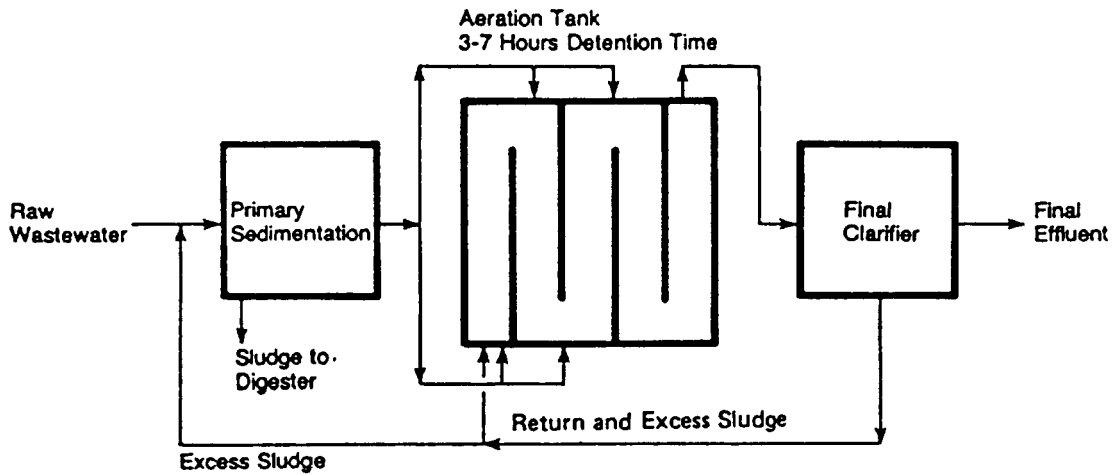 Aeration Tank
3-7 Hours Detention Time
Raw
Wastewater
Primary
Sedimentation
Final
Clarifier
Final
Effluent
Sludge to
Digester
Return and Excess Sludge
Excess Sludge